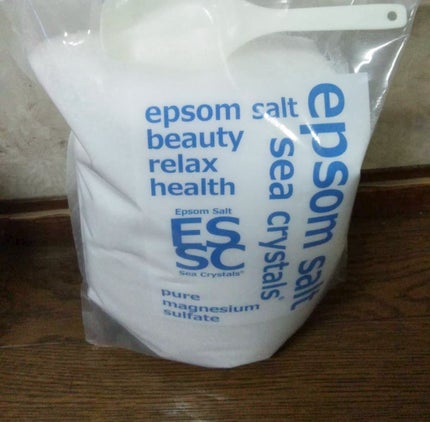 epsom salt
beauty
relax
health
Epsom Salt
ES
SC
Sea Crystals®
pure
magnesium
sulfate
epsom salt
sea crystals®